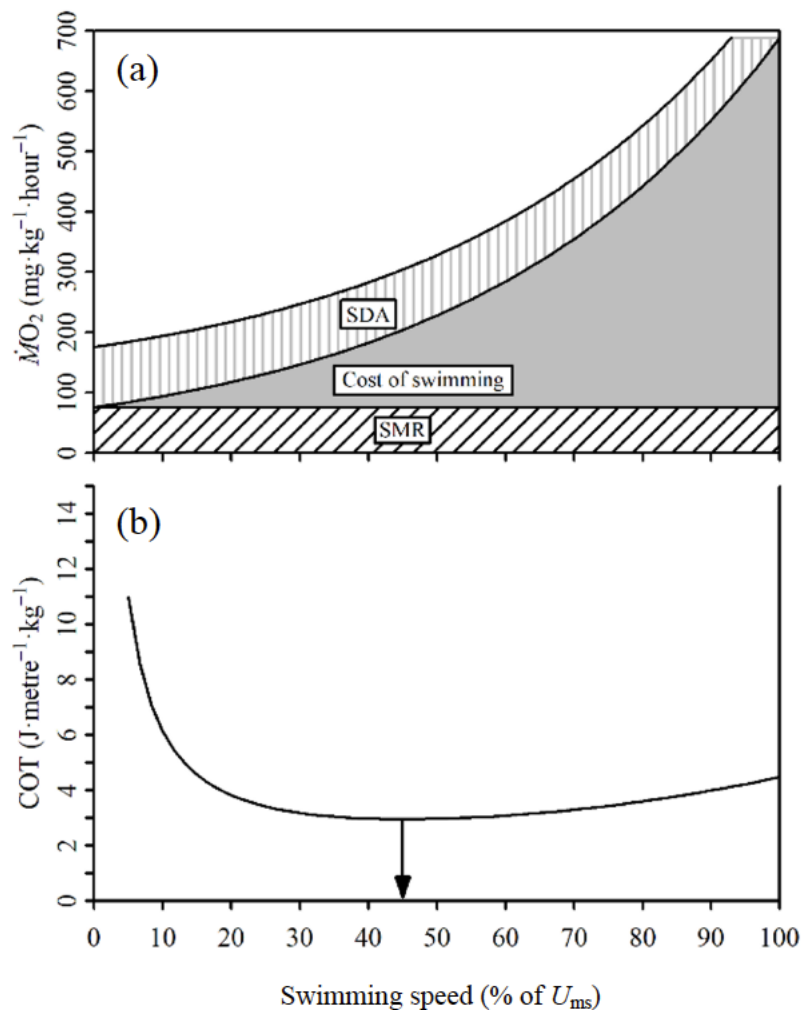 (a)
700
600
500
400
300
200
100
0
ṀO₂ (mg·kg⁻¹·hour⁻¹)
SDA
Cost of swimming
SMR
(b)
14
12
10
8
6
4
2
0
COT (J·metre⁻¹·kg⁻¹)
0 10 20 30 40 50 60 70 80 90 100
Swimming speed (% of Uₘₛ)